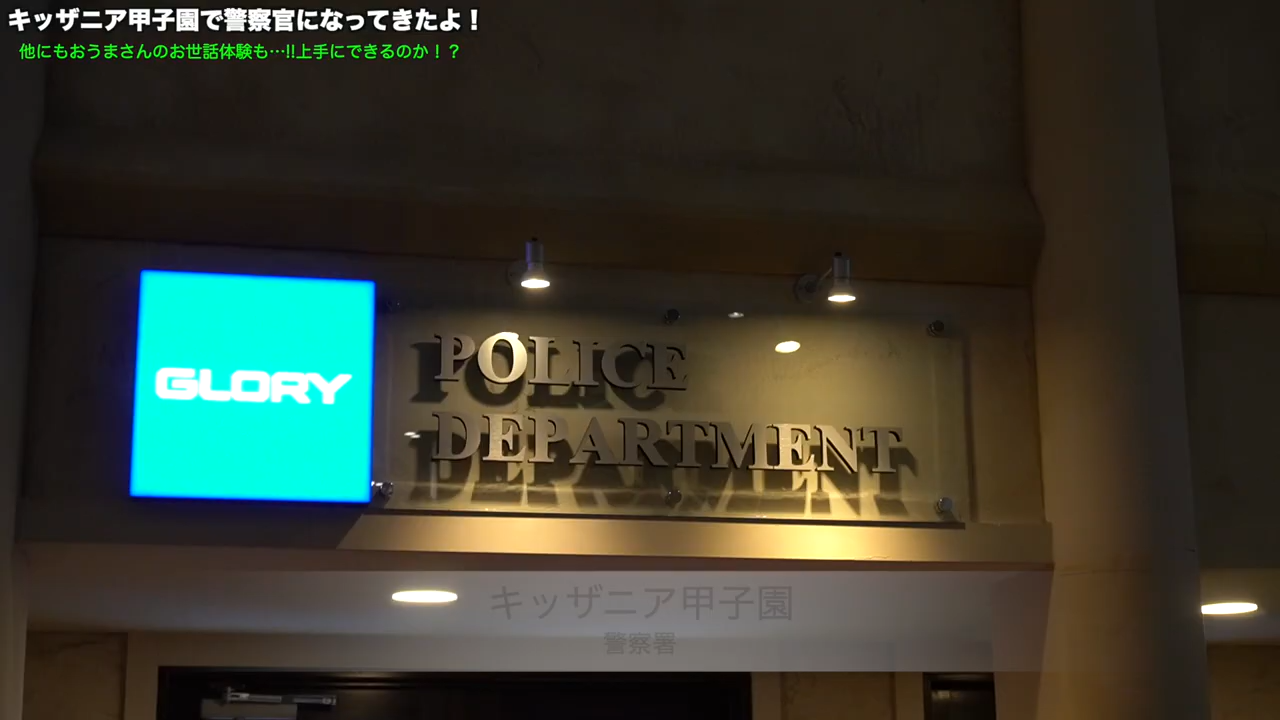 キッザニア甲子園で警察官になってきたよ！
他にもおうまさんのお世話体験も…!!上手にできるのか！？
GLORY
POLICE
DEPARTMENT
キッザニア甲子園
警察署